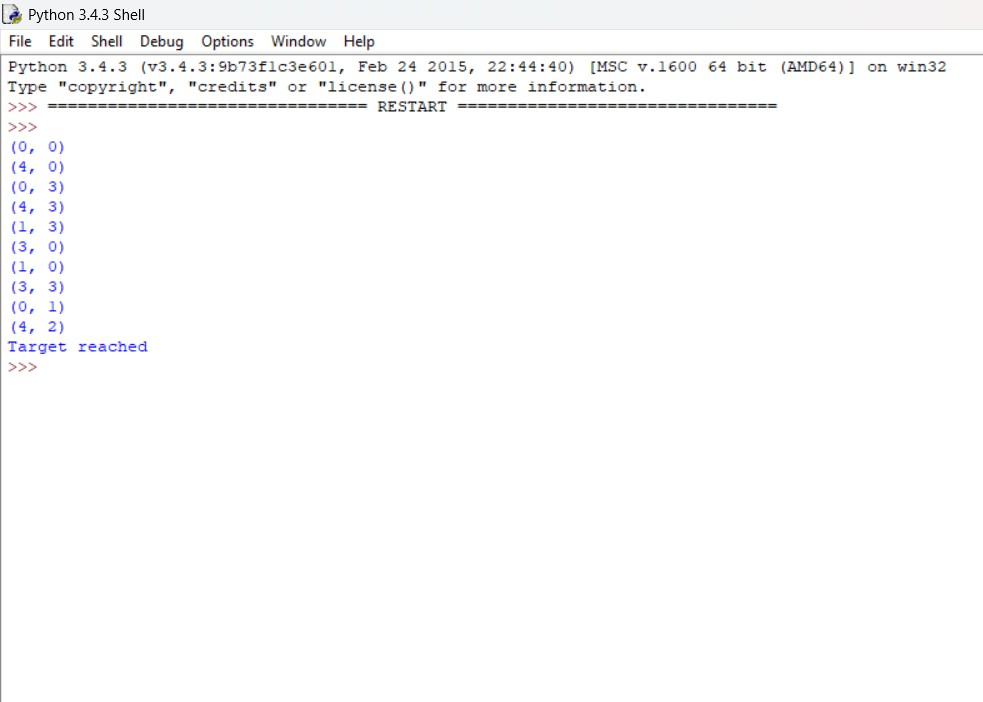 Python 3.4.3 Shell
File Edit Shell Debug Options Window Help
Python 3.4.3 (v3.4.3:9b73f1c3e601, Feb 24 2015, 22:44:40) [MSC v.1600 64 bit (AMD64)] on win32
Type "copyright", "credits" or "license()" for more information.
>>> ================================ RESTART ================================
>>>
(0, 0)
(4, 0)
(0, 3)
(4, 3)
(1, 3)
(3, 0)
(1, 0)
(3, 3)
(0, 1)
(4, 2)
Target reached
>>>